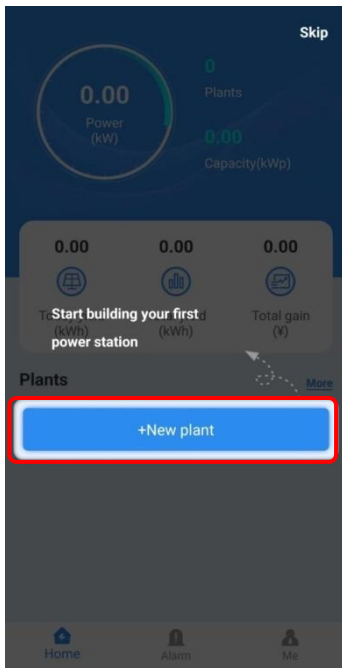 Skip
0
0.00
Plants
Power
(kW)
0.00
Capacity(kWp)
0.00
0.00
0.00
Start building your first
power station
(kWh)
(kWh)
Total gain
(¥)
Plants
More
+New plant
Home
Alarm
Me